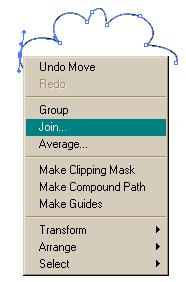 Undo Move
Redo
Group
Join...
Average...
Make Clipping Mask
Make Compound Path
Make Guides
Transform
Arrange
Select